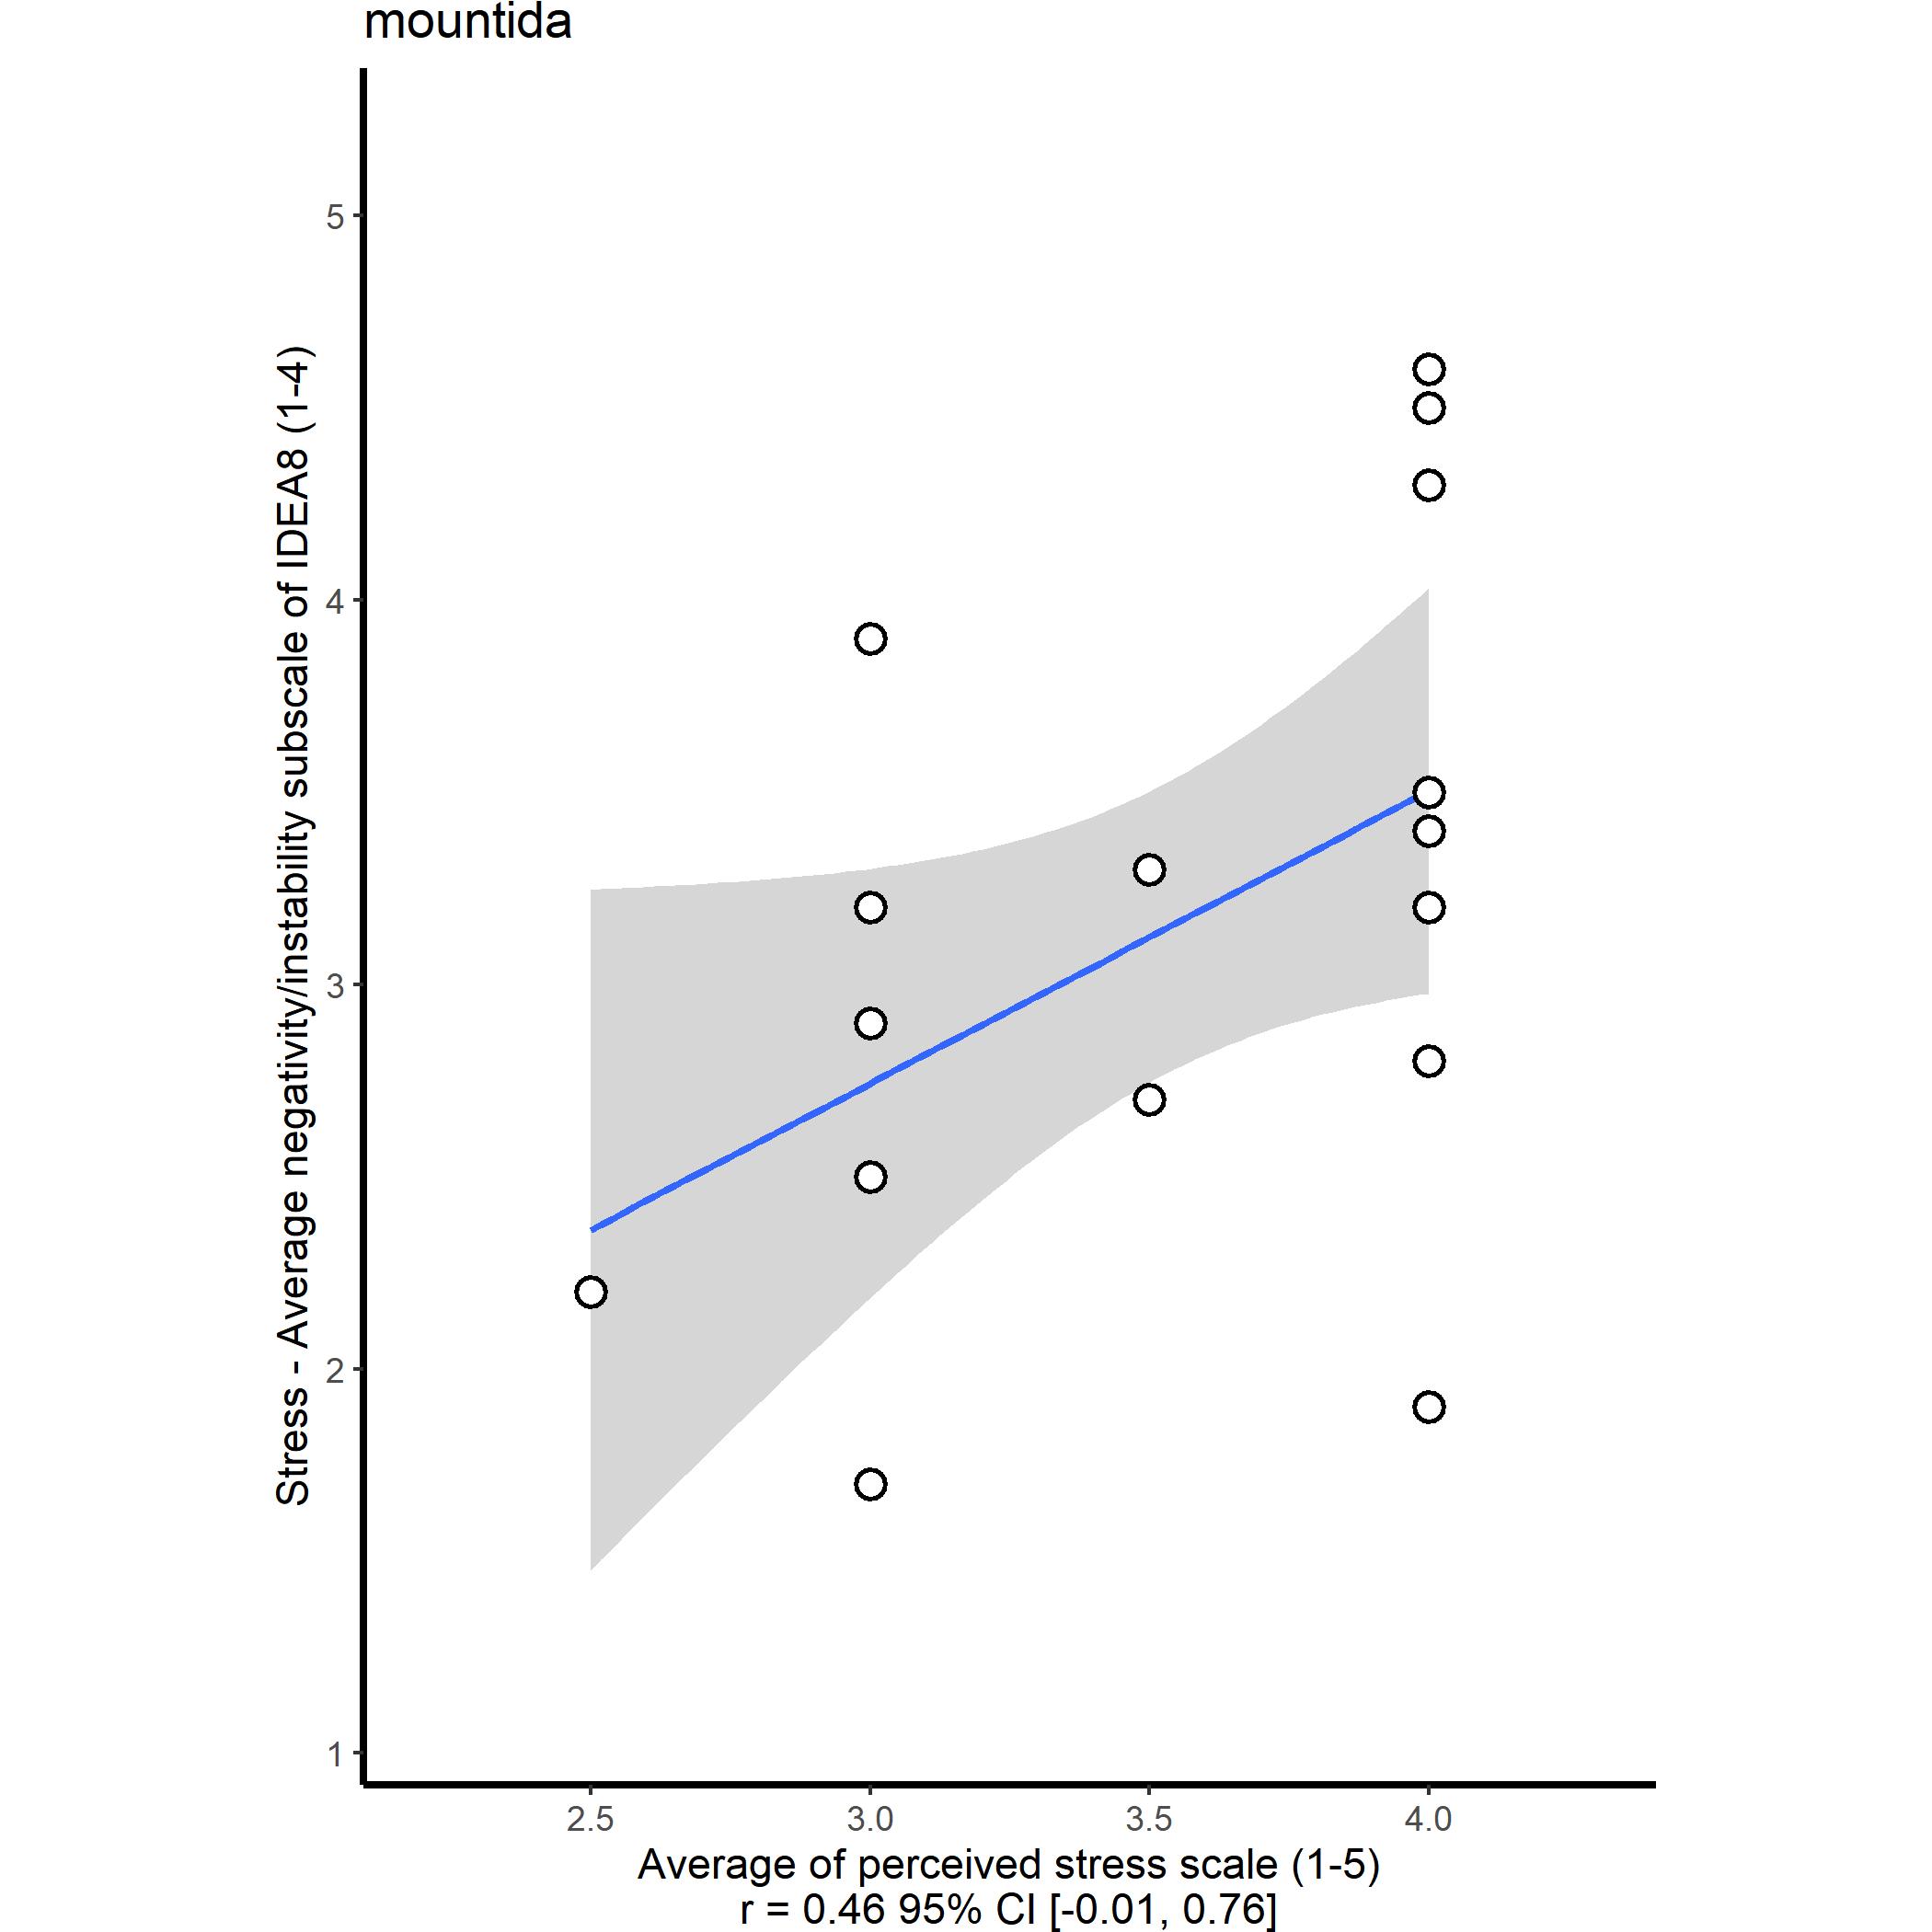 mountida
Stress - Average negativity/instability subscale of IDEA8 (1-4)
5
4
3
2
1
2.5 3.0 3.5 4.0
Average of perceived stress scale (1-5)
r = 0.46 95% CI [-0.01, 0.76]